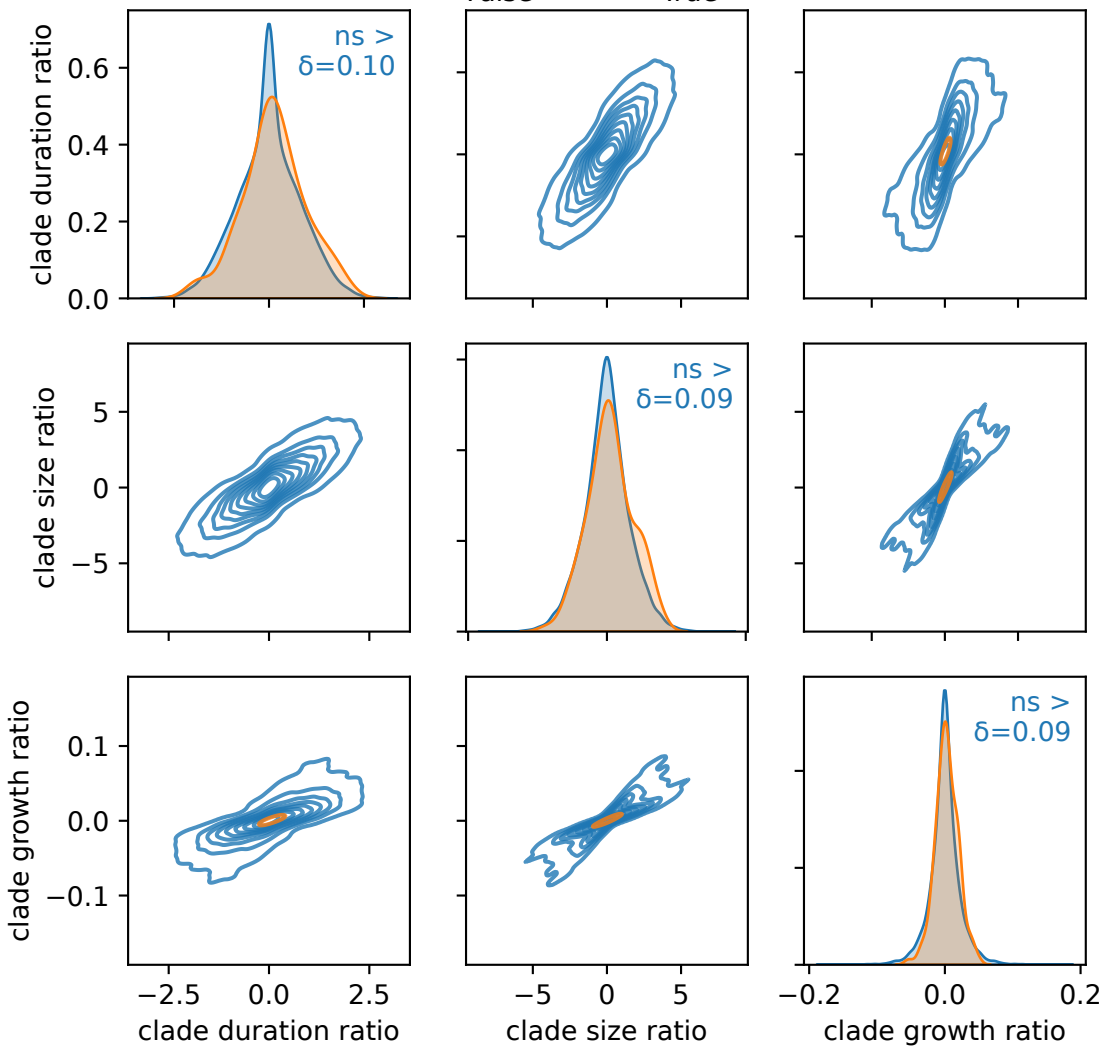 ns >
δ=0.10
clade duration ratio
0.6
0.4
0.2
0.0
ns >
δ=0.09
clade size ratio
5
0
−5
ns >
δ=0.09
clade growth ratio
0.1
0.0
−0.1
−2.5 0.0 2.5 −5 0 5 −0.2 0.0 0.2
clade duration ratio clade size ratio clade growth ratio